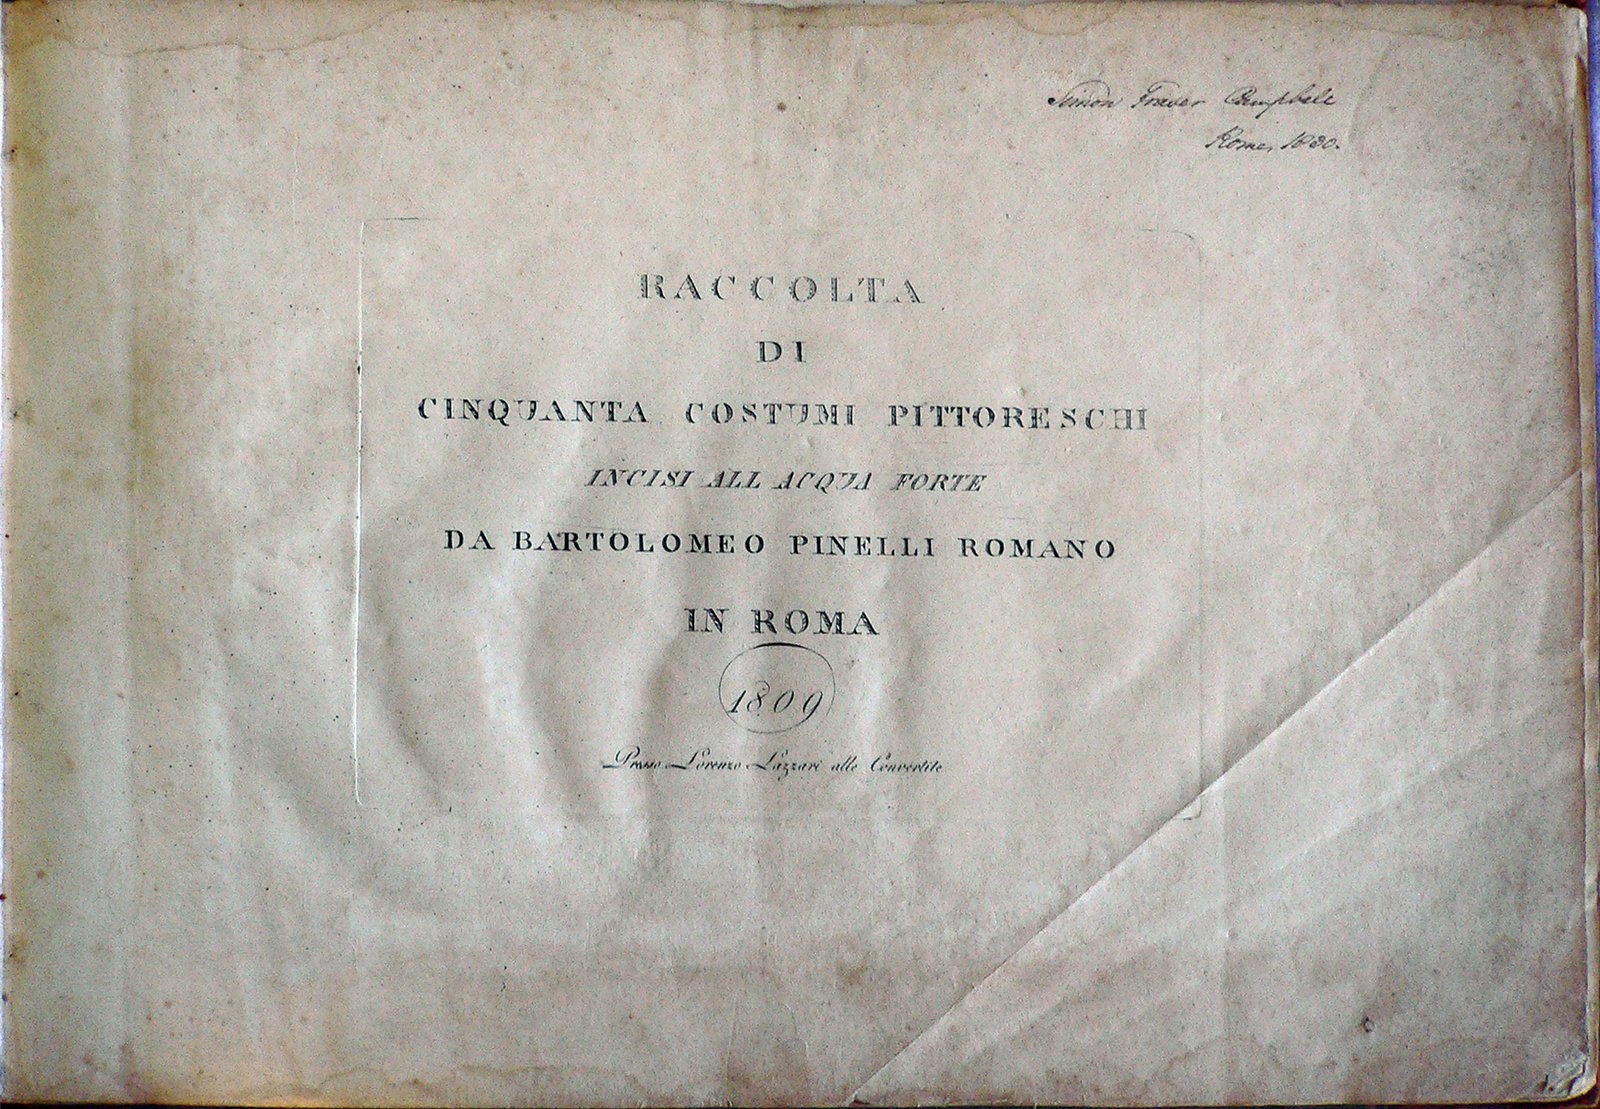 Simon Fraser Campbell
Rome, 1830.
RACCOLTA
DI
CINQUANTA COSTUMI PITTORESCHI
INCISI ALL ACQUA FORTE
DA BARTOLOMEO PINELLI ROMANO
IN ROMA
1809
Presso Lorenzo Lazzari alle Convertite